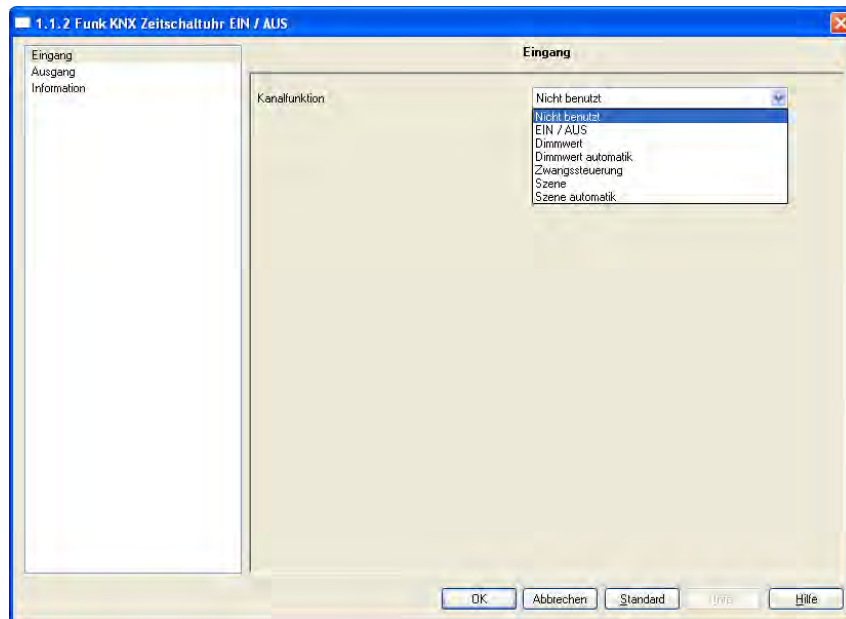 1.1.2 Funk KNX Zeitschaltuhr EIN / AUS
Eingang
Ausgang
Information
Eingang
Kanalfunktion
Nicht benutzt
Nicht benutzt
EIN / AUS
Dimmwert
Dimmwert automatik
Zwangssteuerung
Szene
Szene automatik
OK
Abbrechen
Standard
Hilfe